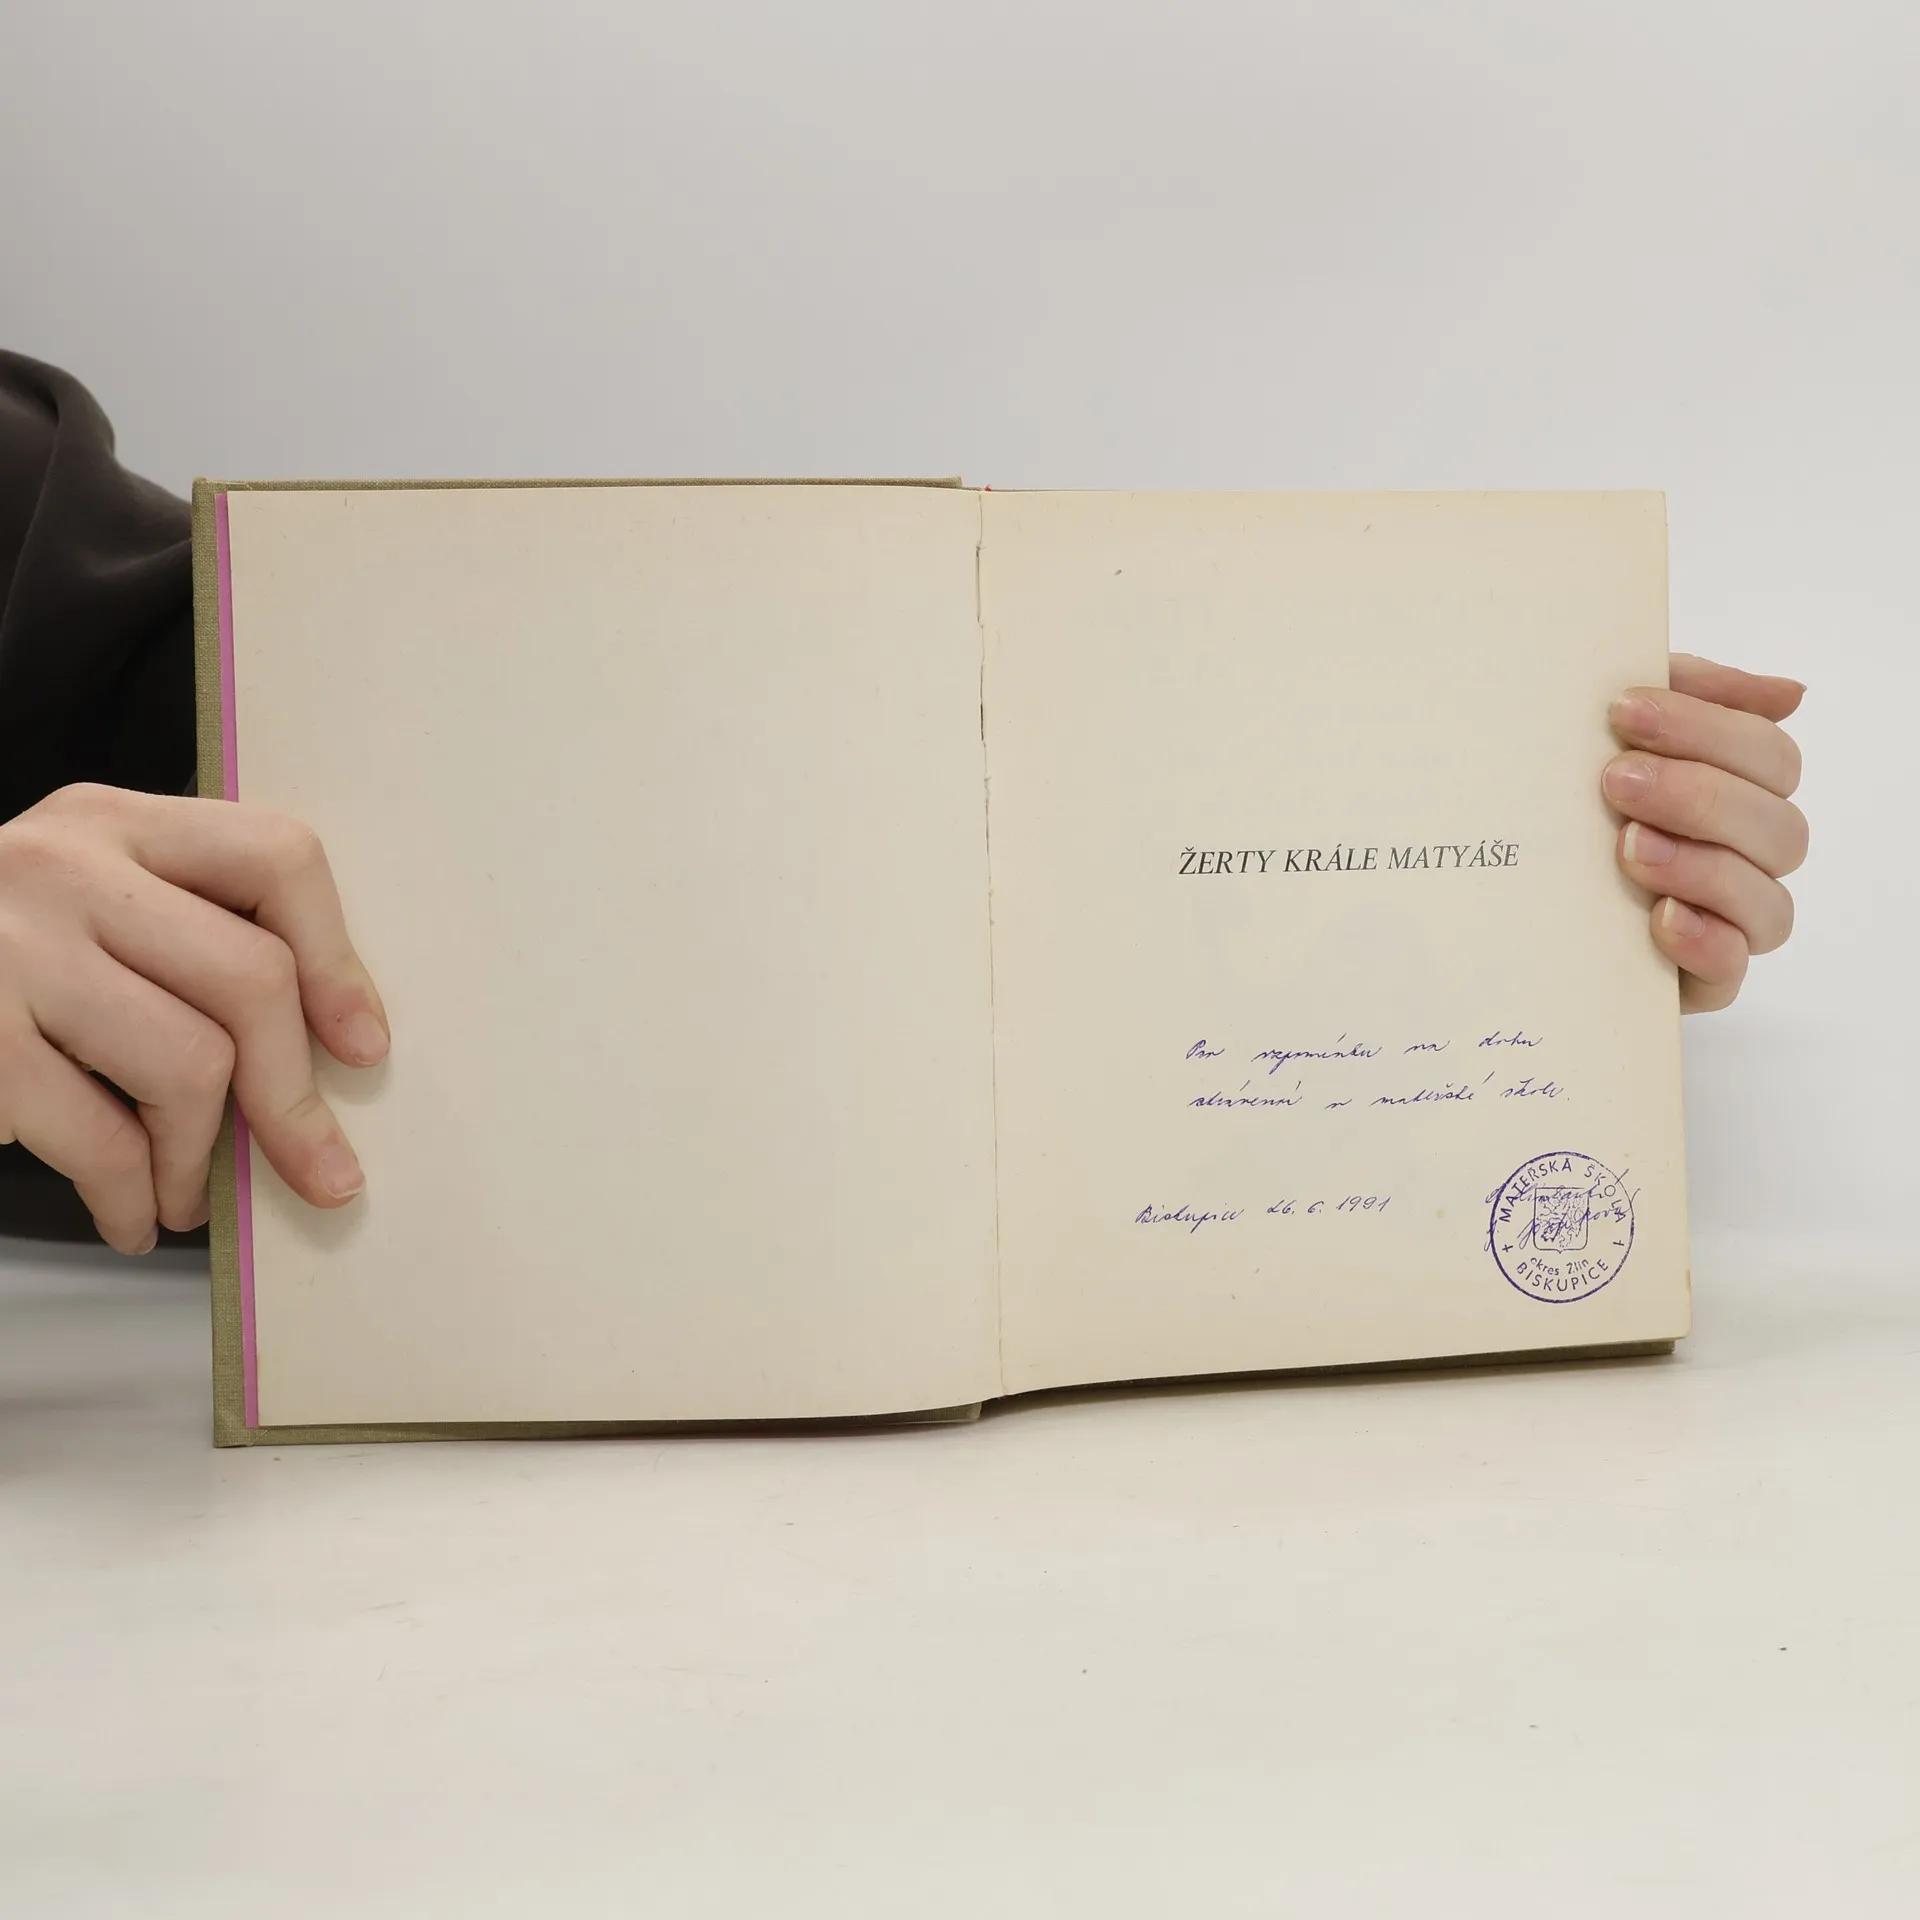 ŽERTY KRÁLE MATYÁŠE
Pro vzpomínku na dobu
strávenou v mateřské škole.
Biskupice 26. 6. 1991
MATEŘSKÁ ŠKOLA
okres Zlín
BISKUPICE